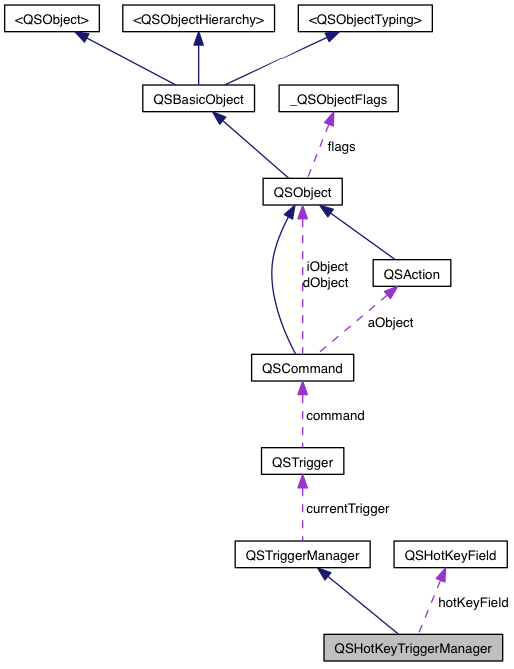 <QSObject>
<QSObjectHierarchy>
<QSObjectTyping>
QSBasicObject
_QSObjectFlags
flags
QSObject
iObject
dObject
QSAction
aObject
QSCommand
command
QSTrigger
currentTrigger
QSTriggerManager
QSHotKeyField
hotKeyField
QSHotKeyTriggerManager